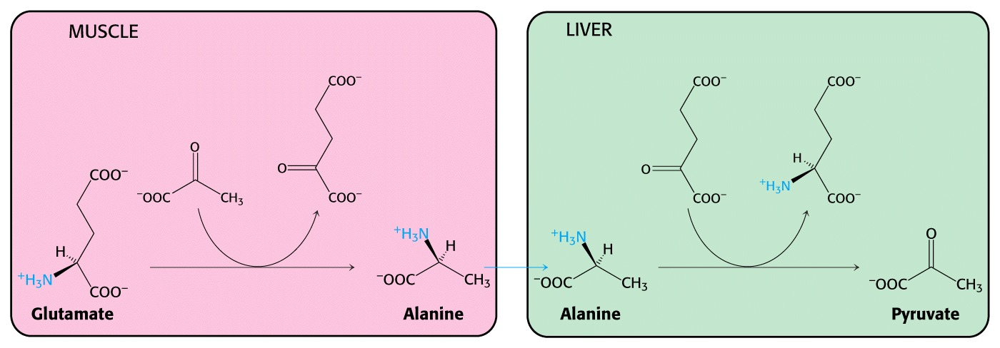 MUSCLE
COO⁻
O
O
COO⁻
⁻OOC
CH₃
COO⁻
⁺H₃N
H
H
⁺H₃N
⁻OOC
CH₃
COO⁻
Glutamate
Alanine
LIVER
COO⁻
COO⁻
H
O
⁺H₃N
COO⁻
COO⁻
⁺H₃N
O
H
⁻OOC
CH₃
⁻OOC
CH₃
Alanine
Pyruvate